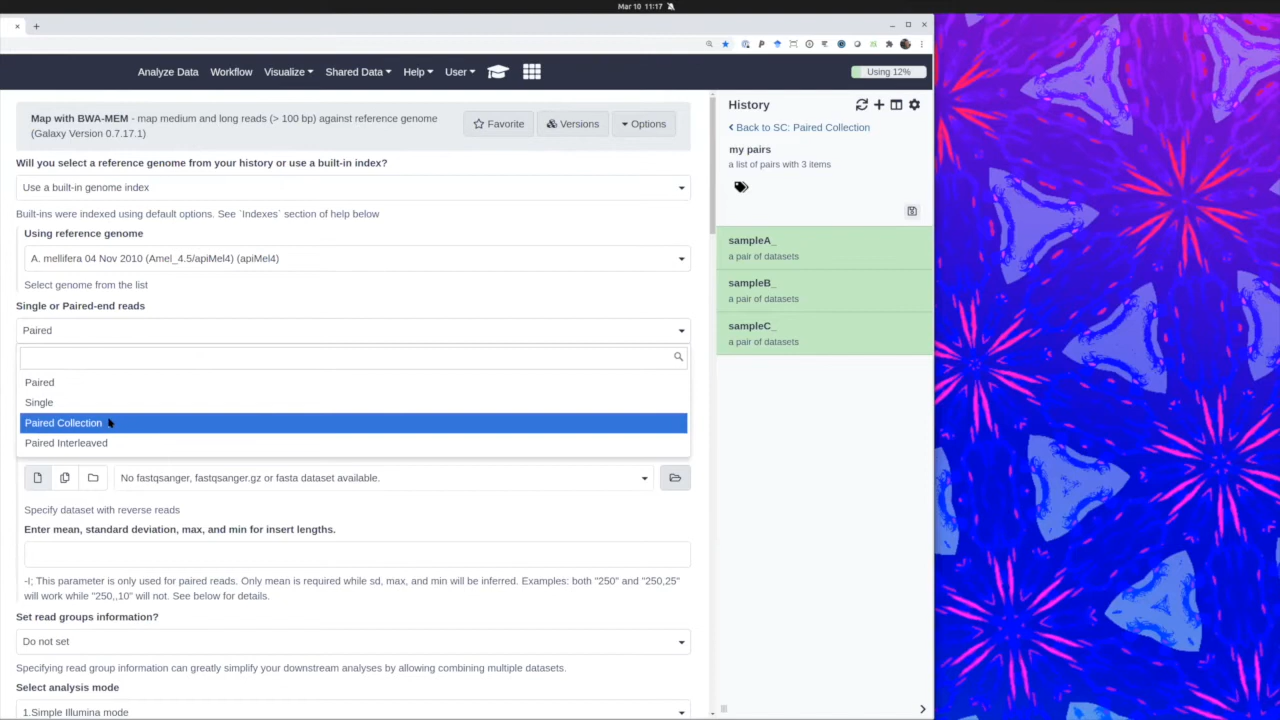 Mar 10 11:17
Analyze Data Workflow Visualize Shared Data Help User
Using 12%
Map with BWA-MEM - map medium and long reads (> 100 bp) against reference genome
(Galaxy Version 0.7.17.1)
Favorite Versions Options
Will you select a reference genome from your history or use a built-in index?
Use a built-in genome index
Built-ins were indexed using default options. See `Indexes` section of help below
Using reference genome
A. mellifera 04 Nov 2010 (Amel_4.5/apiMel4) (apiMel4)
Select genome from the list
Single or Paired-end reads
Paired
Paired
Single
Paired Collection
Paired Interleaved
No fastqsanger, fastqsanger.gz or fasta dataset available.
Specify dataset with reverse reads
Enter mean, standard deviation, max, and min for insert lengths.
-I; This parameter is only used for paired reads. Only mean is required while sd, max, and min will be inferred. Examples: both "250" and "250,25"
will work while "250,,10" will not. See below for details.
Set read groups information?
Do not set
Specifying read group information can greatly simplify your downstream analyses by allowing combining multiple datasets.
Select analysis mode
1.Simple Illumina mode
History
Back to SC: Paired Collection
my pairs
a list of pairs with 3 items
sampleA_
a pair of datasets
sampleB_
a pair of datasets
sampleC_
a pair of datasets